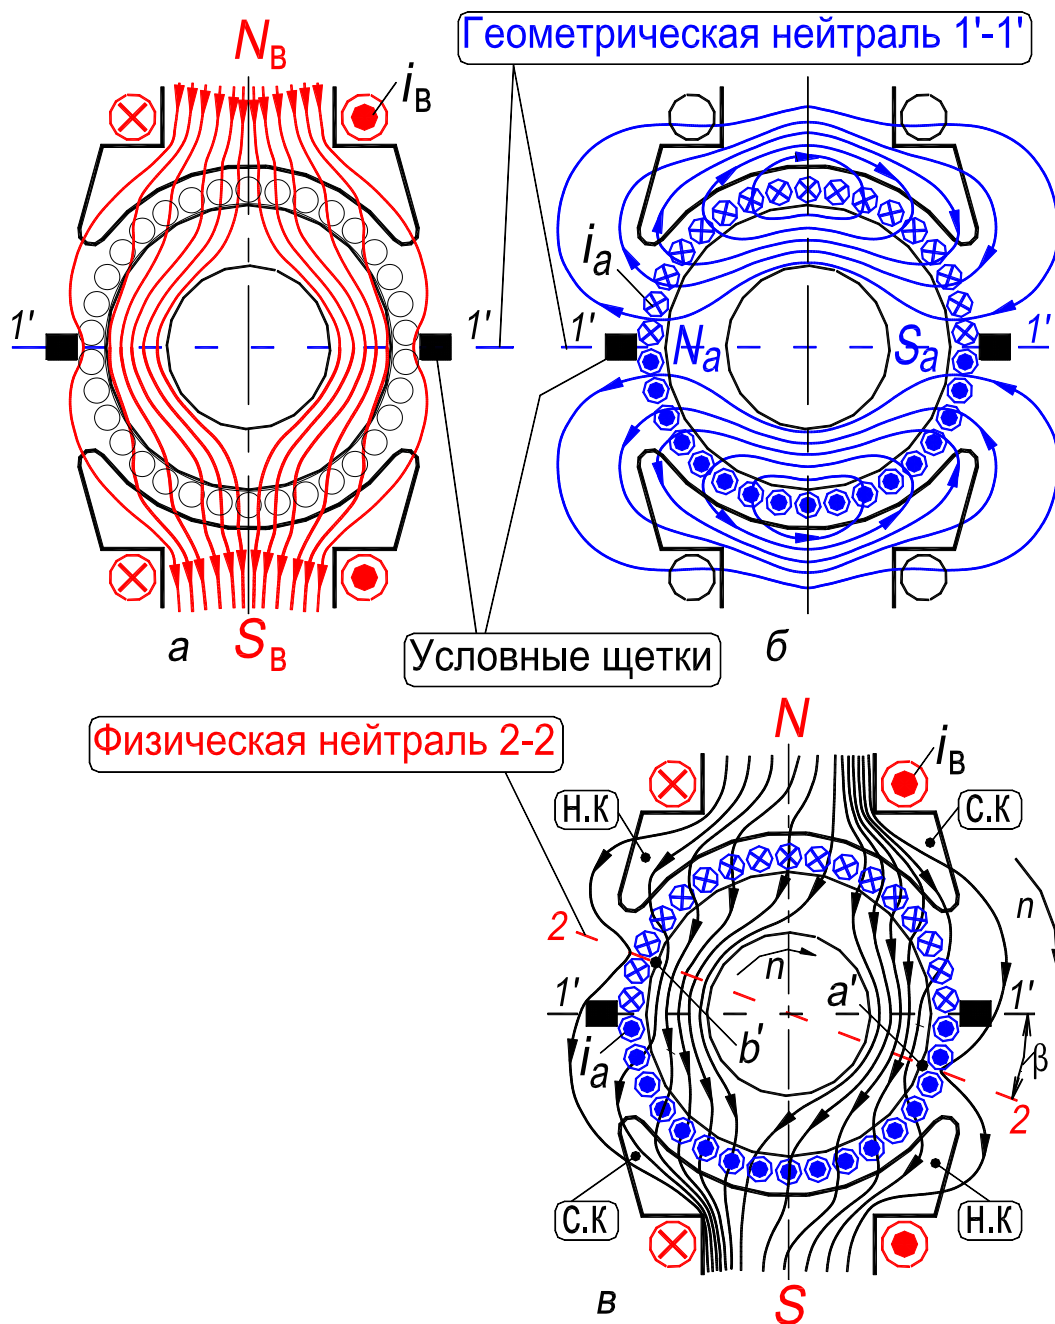 N_В
Геометрическая нейтраль 1'-1'
i_В
i_a
1'
1'
1'
1'
N_a
S_a
a
S_В
Условные щетки
б
Физическая нейтраль 2-2
N
i_В
н.к
с.к
n
2
n
1'
a'
1'
b'
i_a
β
2
с.к
н.к
в
S